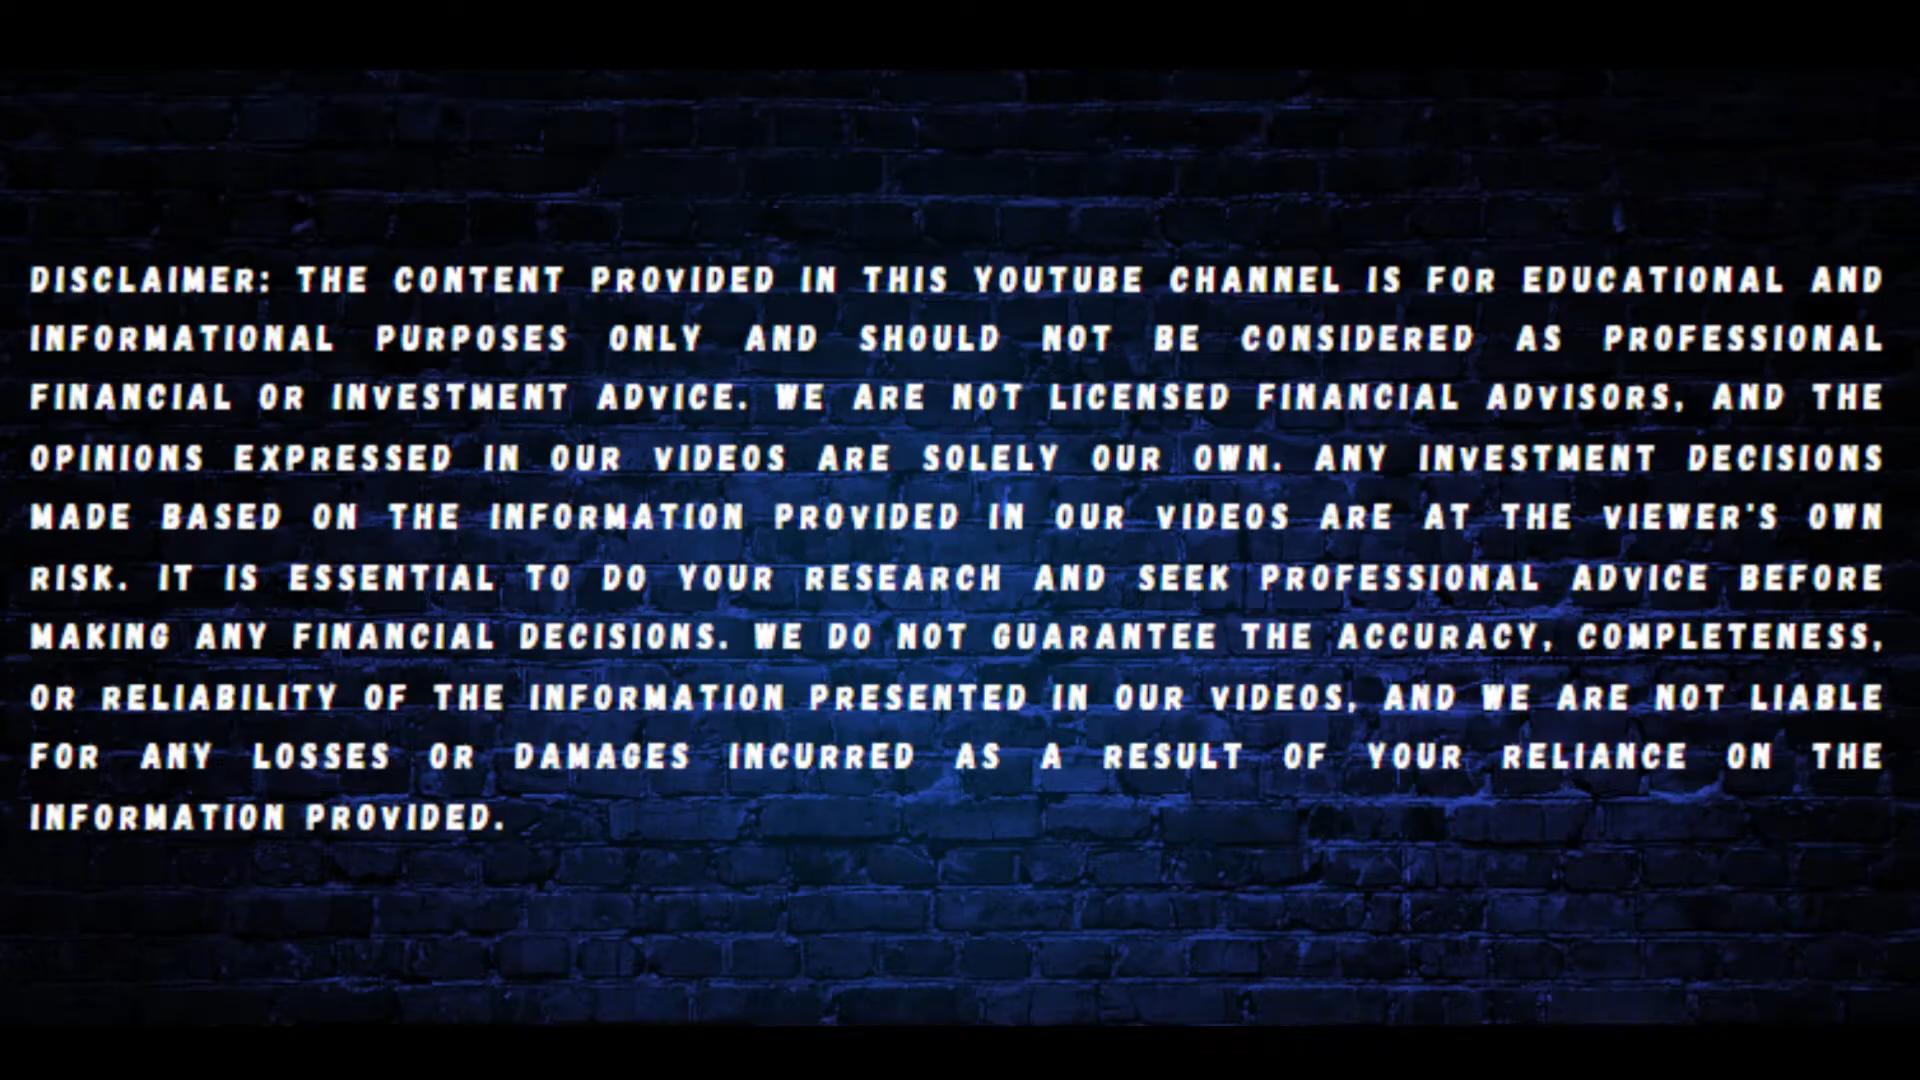 DISCLAIMER: THE CONTENT PROVIDED IN THIS YOUTUBE CHANNEL IS FOR EDUCATIONAL AND
INFORMATIONAL PURPOSES ONLY AND SHOULD NOT BE CONSIDERED AS PROFESSIONAL
FINANCIAL OR INVESTMENT ADVICE. WE ARE NOT LICENSED FINANCIAL ADVISORS, AND THE
OPINIONS EXPRESSED IN OUR VIDEOS ARE SOLELY OUR OWN. ANY INVESTMENT DECISIONS
MADE BASED ON THE INFORMATION PROVIDED IN OUR VIDEOS ARE AT THE VIEWER'S OWN
RISK. IT IS ESSENTIAL TO DO YOUR RESEARCH AND SEEK PROFESSIONAL ADVICE BEFORE
MAKING ANY FINANCIAL DECISIONS. WE DO NOT GUARANTEE THE ACCURACY, COMPLETENESS,
OR RELIABILITY OF THE INFORMATION PRESENTED IN OUR VIDEOS, AND WE ARE NOT LIABLE
FOR ANY LOSSES OR DAMAGES INCURRED AS A RESULT OF YOUR RELIANCE ON THE
INFORMATION PROVIDED.